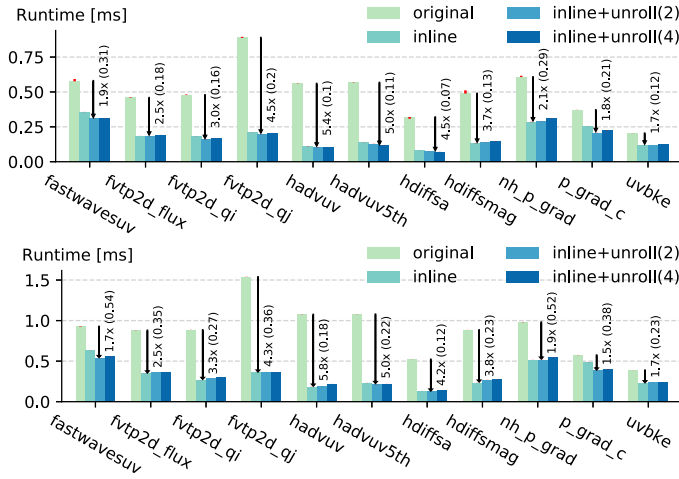 Runtime [ms]
original
inline
inline+unroll(2)
inline+unroll(4)
0.75
0.50
0.25
0.00
1.9x (0.31)
2.5x (0.18)
3.0x (0.16)
4.5x (0.2)
5.4x (0.1)
5.0x (0.11)
4.5x (0.07)
3.7x (0.13)
2.1x (0.29)
1.8x (0.21)
1.7x (0.12)
fastwavesuv
fvtp2d_flux
fvtp2d_qi
fvtp2d_qj
hadvuv
hadvuv5th
hdiffsa
hdiffsmag
nh_p_grad
p_grad_c
uvbke
Runtime [ms]
original
inline
inline+unroll(2)
inline+unroll(4)
1.5
1.0
0.5
0.0
1.7x (0.54)
2.5x (0.35)
3.3x (0.27)
4.3x (0.36)
5.8x (0.18)
5.0x (0.22)
4.2x (0.12)
3.8x (0.23)
1.9x (0.52)
1.5x (0.38)
1.7x (0.23)
fastwavesuv
fvtp2d_flux
fvtp2d_qi
fvtp2d_qj
hadvuv
hadvuv5th
hdiffsa
hdiffsmag
nh_p_grad
p_grad_c
uvbke